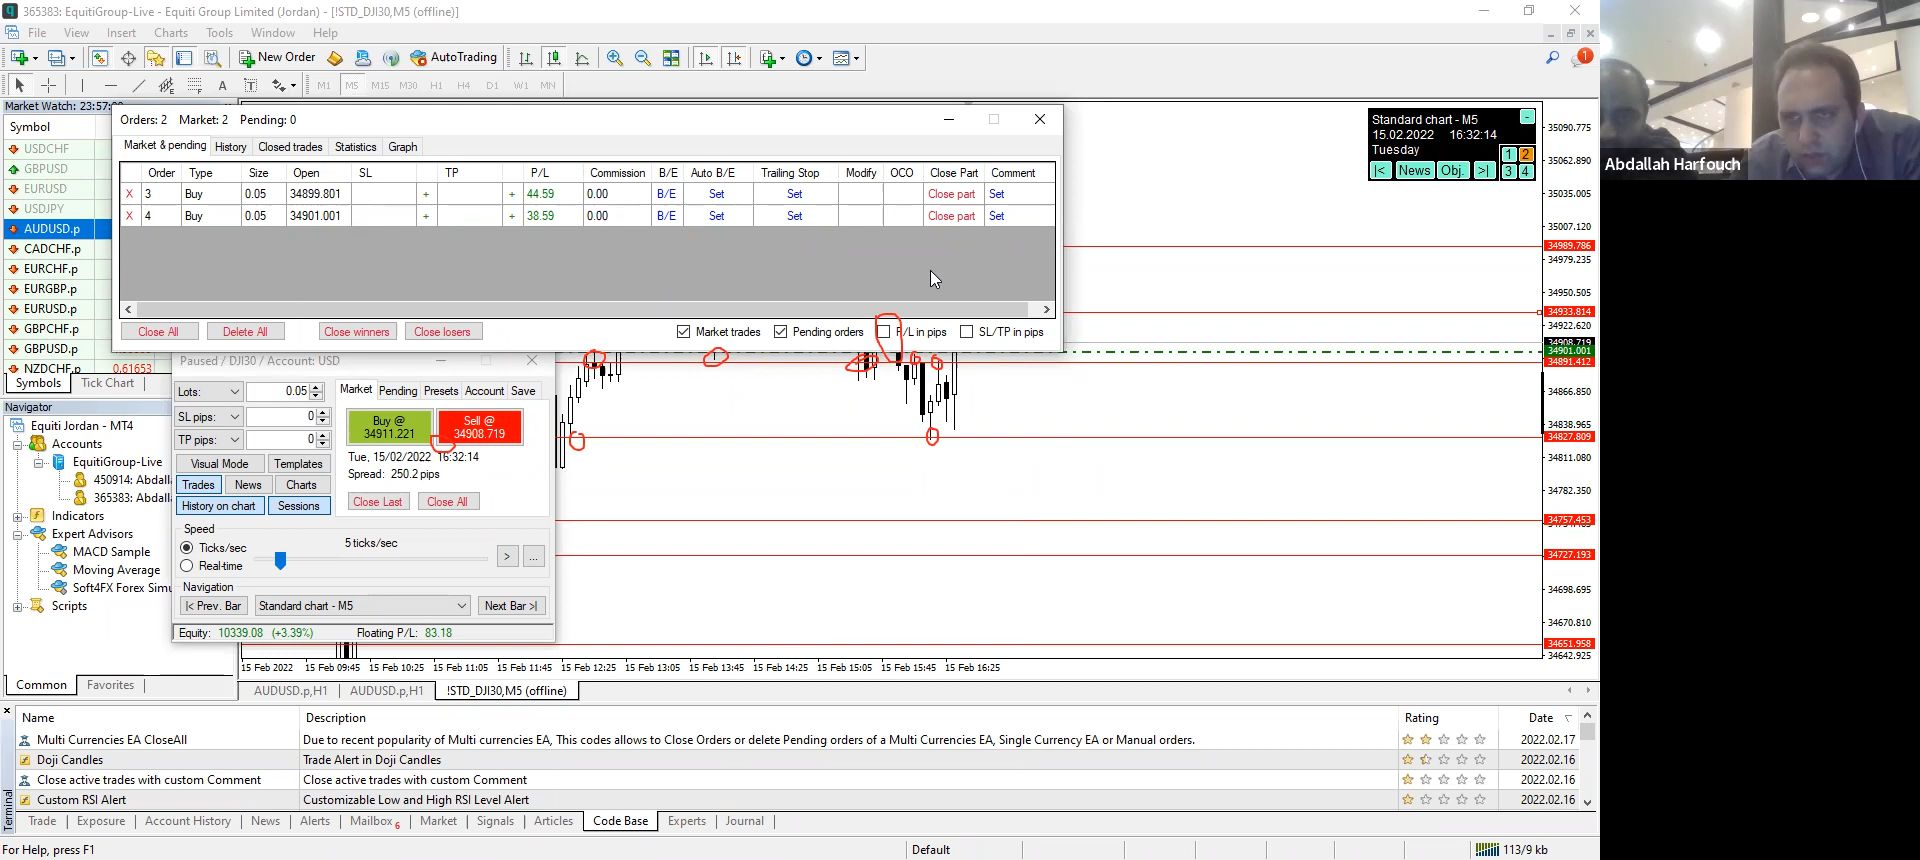 365383: EquitiGroup-Live - Equiti Group Limited (Jordan) - [!STD_DJI30,M5 (offline)]
File View Insert Charts Tools Window Help
New Order AutoTrading 1
A T M1 M5 M15 M30 H1 H4 D1 W1 MN
Market Watch: 23:57:
Symbol
USDCHF
GBPUSD
EURUSD
USDJPY
AUDUSD.p
CADCHF.p
EURCHF.p
EURGBP.p
EURUSD.p
GBPCHF.p
GBPUSD.p
NZDCHF.p 0.61653
Symbols Tick Chart
Navigator
Equiti Jordan - MT4
Accounts
EquitiGroup-Live
450914: Abdall
365383: Abdall
Indicators
Expert Advisors
MACD Sample
Moving Average
Soft4FX Forex Simu
Scripts
Common Favorites
Orders: 2 Market: 2 Pending: 0
Market & pending History Closed trades Statistics Graph
Order Type Size Open SL TP P/L Commission B/E Auto B/E Trailing Stop Modify OCO Close Part Comment
X 3 Buy 0.05 34899.801 + + 44.59 0.00 B/E Set Set Close part Set
X 4 Buy 0.05 34901.001 + + 38.59 0.00 B/E Set Set Close part Set
Close All Delete All Close winners Close losers Market trades Pending orders P/L in pips SL/TP in pips
Paused / DJI30 / Account: USD
Lots: 0.05
SL pips: 0
TP pips: 0
Visual Mode Templates
Trades News Charts
History on chart Sessions
Market Pending Presets Account Save
Buy @
34911.221
Sell @
34908.719
Tue, 15/02/2022 16:32:14
Spread: 250.2 pips
Close Last Close All
Speed
Ticks/sec
Real-time
5 ticks/sec
> ...
Navigation
|< Prev. Bar Standard chart - M5 Next Bar >|
Equity: 10339.08 (+3.39%) Floating P/L: 83.18
Standard chart - M5 -
15.02.2022 16:32:14
Tuesday
|< News Obj. >| 1 2 3 4
35090.775
35062.890
35035.005
35007.120
34989.786
34979.235
34950.505
34933.814
34922.620
34908.719
34901.001
34891.412
34866.850
34838.965
34827.809
34811.080
34782.350
34757.453
34727.193
34698.695
34670.810
34651.958
34642.925
15 Feb 2022 15 Feb 09:45 15 Feb 10:25 15 Feb 11:05 15 Feb 11:45 15 Feb 12:25 15 Feb 13:05 15 Feb 13:45 15 Feb 14:25 15 Feb 15:05 15 Feb 15:45 15 Feb 16:25
AUDUSD.p,H1 AUDUSD.p,H1 !STD_DJI30,M5 (offline)
Name Description Rating Date
Multi Currencies EA CloseAll Due to recent popularity of Multi currencies EA, This codes allows to Close Orders or delete Pending orders of a Multi Currencies EA, Single Currency EA or Manual orders. 2022.02.17
Doji Candles Trade Alert in Doji Candles 2022.02.16
Close active trades with custom Comment Close active trades with custom Comment 2022.02.16
Custom RSI Alert Customizable Low and High RSI Level Alert 2022.02.16
Terminal
Trade Exposure Account History News Alerts Mailbox 6 Market Signals Articles Code Base Experts Journal
For Help, press F1 Default 113/9 kb
Abdallah Harfouch